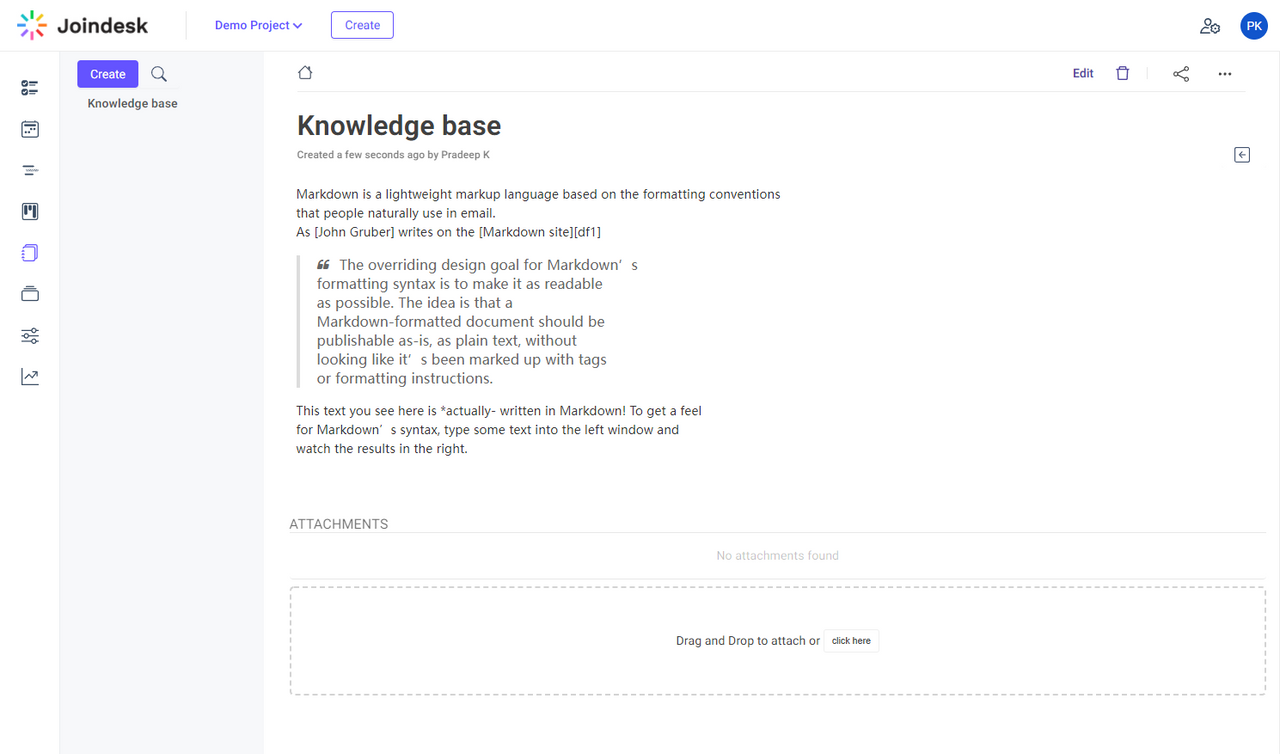 Joindesk
Demo Project
Create
PK
Create
Knowledge base
Edit
Knowledge base
Created a few seconds ago by Pradeep K
Markdown is a lightweight markup language based on the formatting conventions
that people naturally use in email.
As [John Gruber] writes on the [Markdown site][df1]
❝ The overriding design goal for Markdown’s
formatting syntax is to make it as readable
as possible. The idea is that a
Markdown-formatted document should be
publishable as-is, as plain text, without
looking like it’s been marked up with tags
or formatting instructions.
This text you see here is *actually- written in Markdown! To get a feel
for Markdown’s syntax, type some text into the left window and
watch the results in the right.
ATTACHMENTS
No attachments found
Drag and Drop to attach or click here